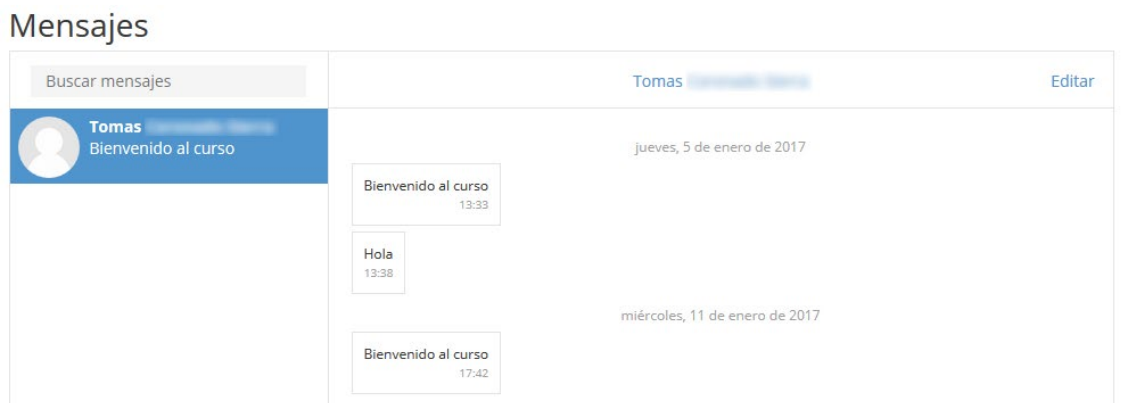 Mensajes
Buscar mensajes
Tomas
Bienvenido al curso
Tomas
Editar
jueves, 5 de enero de 2017
Bienvenido al curso
13:33
Hola
13:38
miércoles, 11 de enero de 2017
Bienvenido al curso
17:42